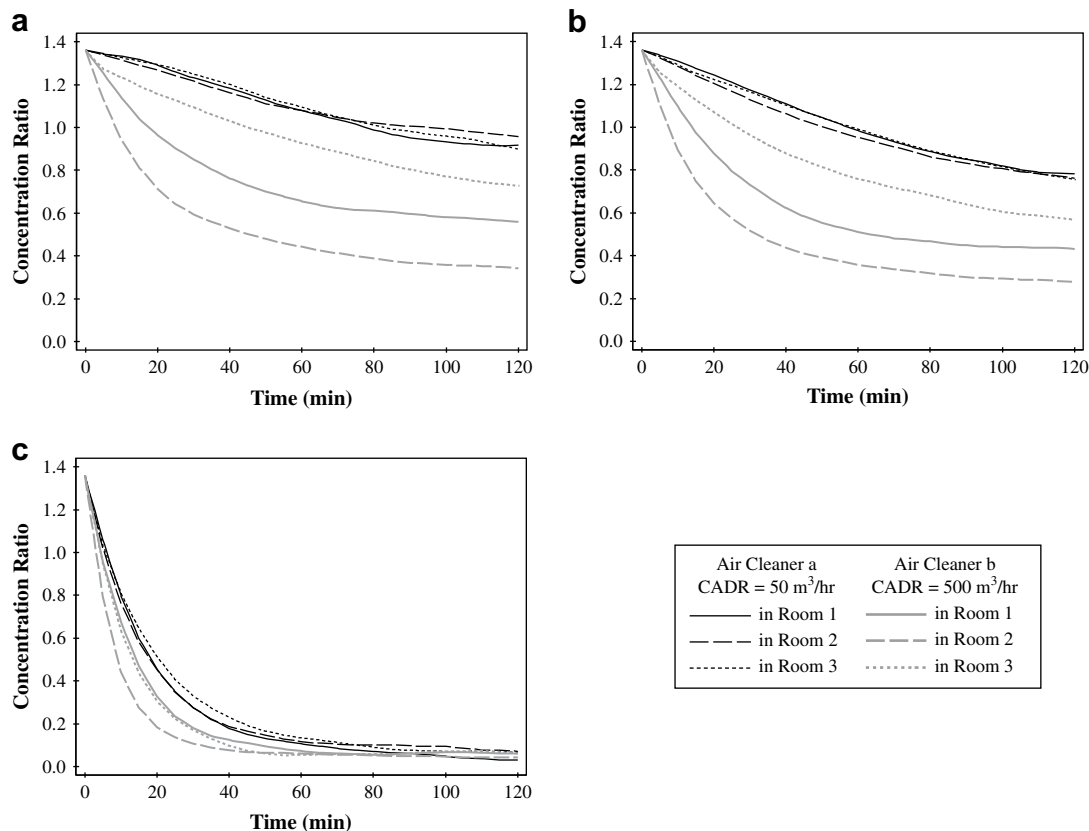 a
1.4
1.2
1.0
0.8
0.6
0.4
0.2
0.0
Concentration Ratio
0 20 40 60 80 100 120
Time (min)
b
1.4
1.2
1.0
0.8
0.6
0.4
0.2
0.0
Concentration Ratio
0 20 40 60 80 100 120
Time (min)
c
1.4
1.2
1.0
0.8
0.6
0.4
0.2
0.0
Concentration Ratio
0 20 40 60 80 100 120
Time (min)
Air Cleaner a
CADR = 50 m³/hr
in Room 1
in Room 2
in Room 3
Air Cleaner b
CADR = 500 m³/hr
in Room 1
in Room 2
in Room 3